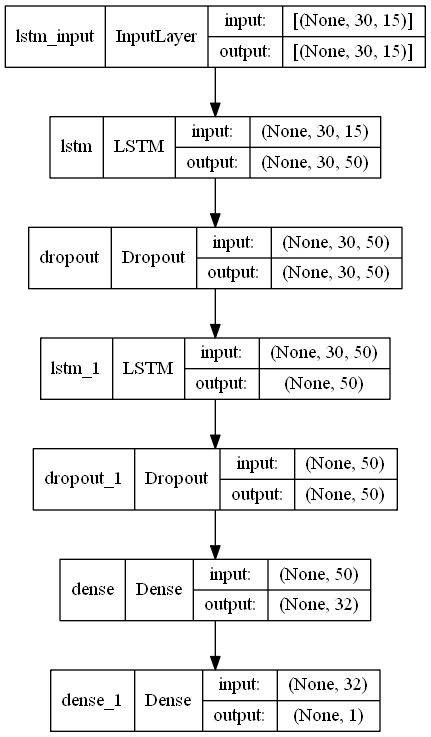 lstm_input InputLayer input: [(None, 30, 15)]
output: [(None, 30, 15)]
lstm LSTM input: (None, 30, 15)
output: (None, 30, 50)
dropout Dropout input: (None, 30, 50)
output: (None, 30, 50)
lstm_1 LSTM input: (None, 30, 50)
output: (None, 50)
dropout_1 Dropout input: (None, 50)
output: (None, 50)
dense Dense input: (None, 50)
output: (None, 32)
dense_1 Dense input: (None, 32)
output: (None, 1)